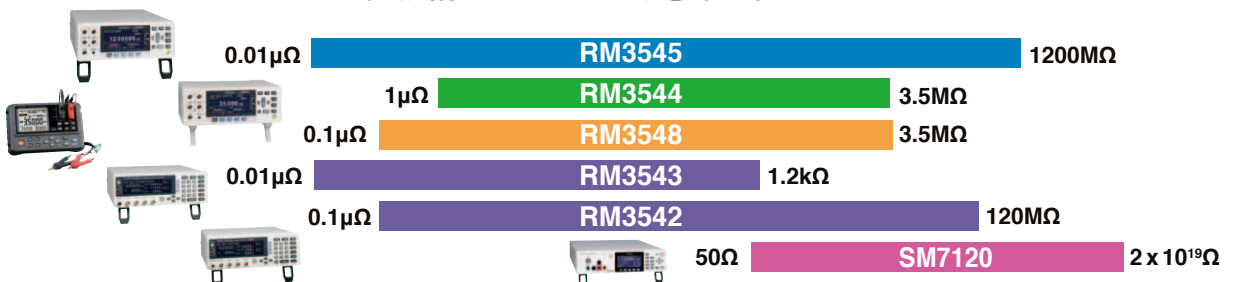 0.01μΩ RM3545 1200MΩ
1μΩ RM3544 3.5MΩ
0.1μΩ RM3548 3.5MΩ
0.01μΩ RM3543 1.2kΩ
0.1μΩ RM3542 120MΩ
50Ω SM7120 2 x 10¹⁹Ω